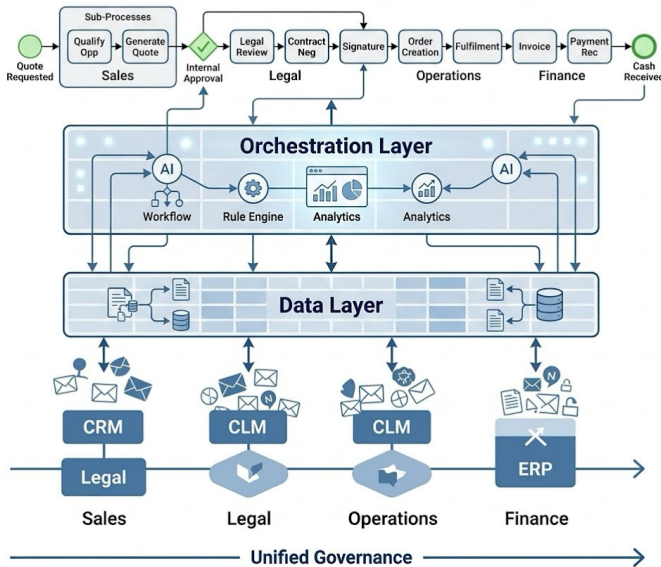 Sub-Processes
Quote
Requested
Qualify
Opp
Generate
Quote
Sales
Internal
Approval
Legal
Review
Contract
Neg
Legal
Signature
Order
Creation
Fulfilment
Operations
Invoice
Payment
Rec
Finance
Cash
Received
Orchestration Layer
AI
Workflow
Rule Engine
Analytics
Analytics
AI
Data Layer
N
N
CRM
CLM
CLM
ERP
Legal
Sales
Legal
Operations
Finance
Unified Governance